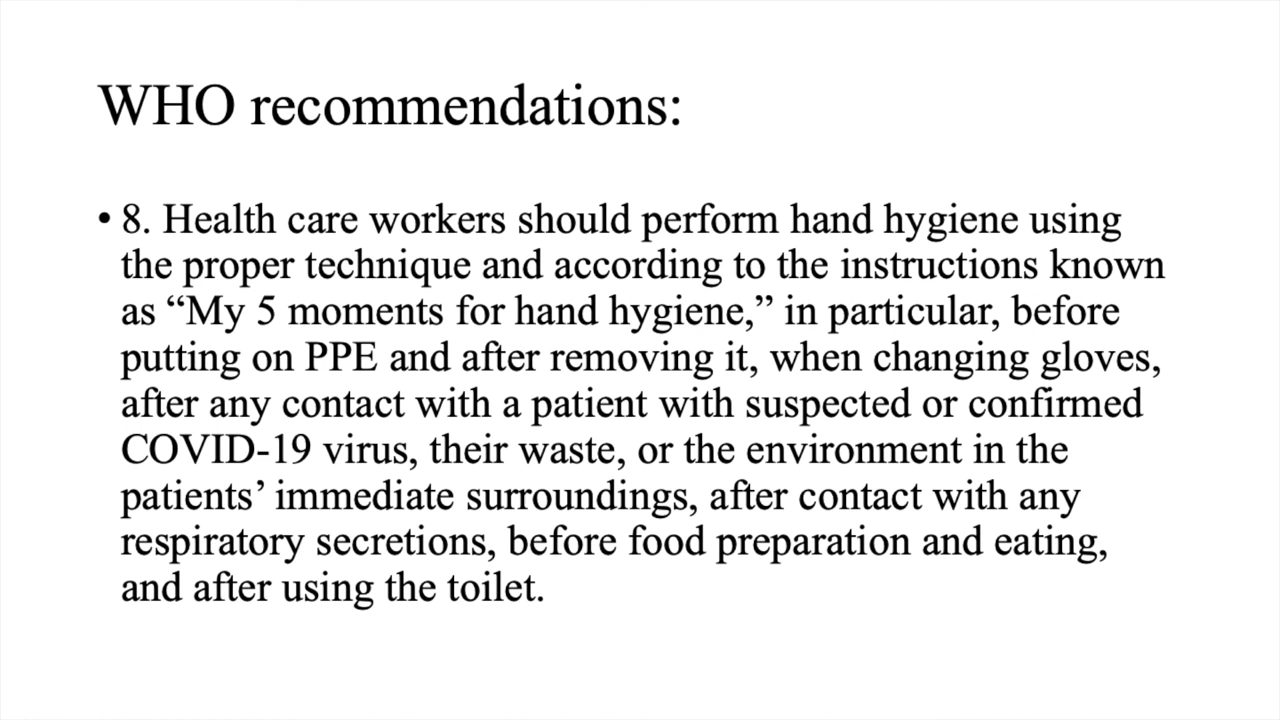 WHO recommendations:
• 8. Health care workers should perform hand hygiene using
the proper technique and according to the instructions known
as “My 5 moments for hand hygiene,” in particular, before
putting on PPE and after removing it, when changing gloves,
after any contact with a patient with suspected or confirmed
COVID-19 virus, their waste, or the environment in the
patients’ immediate surroundings, after contact with any
respiratory secretions, before food preparation and eating,
and after using the toilet.